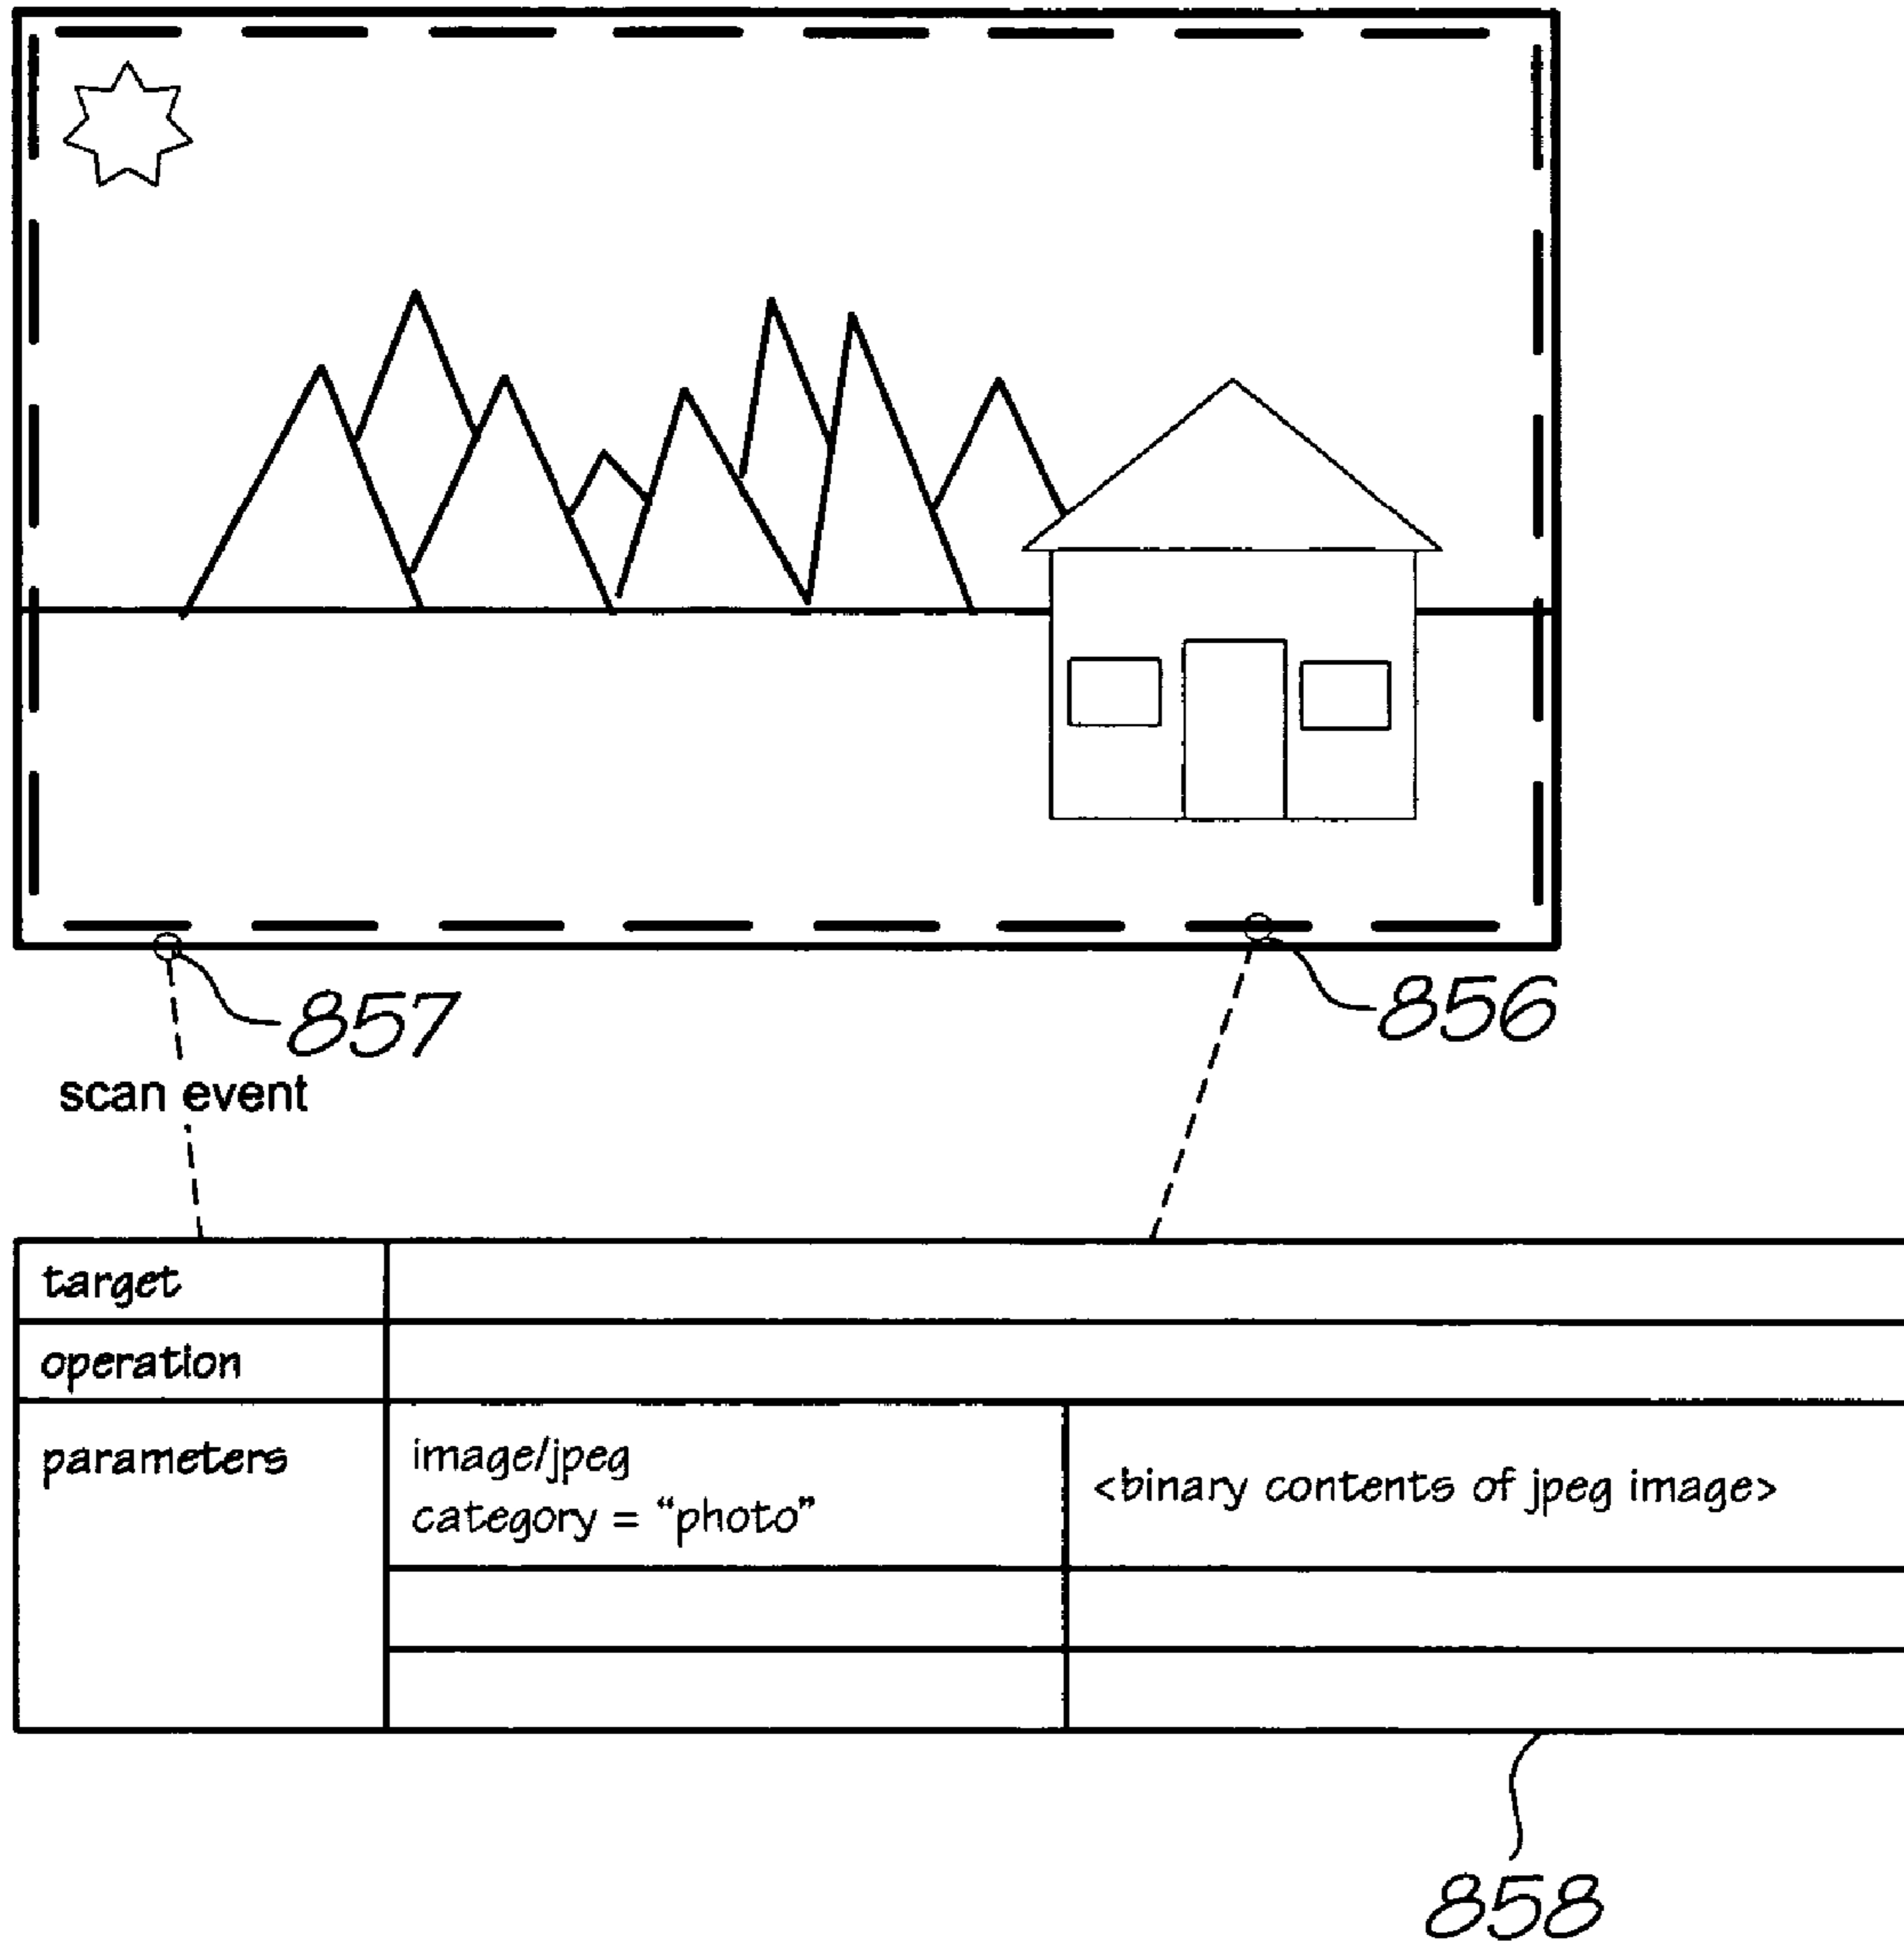 857
856
scan event
target
operation
parameters
image/jpeg
category = “photo”
<binary contents of jpeg image>
858